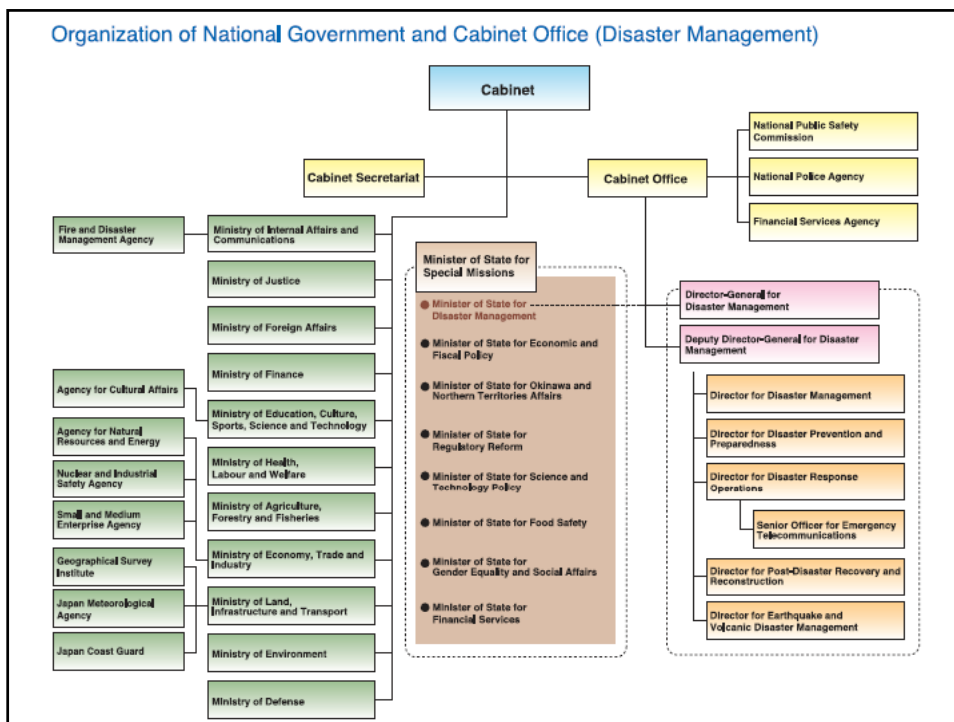 Organization of National Government and Cabinet Office (Disaster Management)
Cabinet
Cabinet Secretariat
Cabinet Office
National Public Safety
Commission
National Police Agency
Financial Services Agency
Fire and Disaster
Management Agency
Agency for Cultural Affairs
Agency for Natural
Resources and Energy
Nuclear and Industrial
Safety Agency
Small and Medium
Enterprise Agency
Geographical Survey
Institute
Japan Meteorological
Agency
Japan Coast Guard
Ministry of Internal Affairs and
Communications
Ministry of Justice
Ministry of Foreign Affairs
Ministry of Finance
Ministry of Education, Culture,
Sports, Science and Technology
Ministry of Health,
Labour and Welfare
Ministry of Agriculture,
Forestry and Fisheries
Ministry of Economy, Trade and
Industry
Ministry of Land,
Infrastructure and Transport
Ministry of Environment
Ministry of Defense
Minister of State for
Special Missions
● Minister of State for
Disaster Management
● Minister of State for Economic and
Fiscal Policy
● Minister of State for Okinawa and
Northern Territories Affairs
● Minister of State for
Regulatory Reform
● Minister of State for Science and
Technology Policy
● Minister of State for Food Safety
● Minister of State for
Gender Equality and Social Affairs
● Minister of State for
Financial Services
Director-General for
Disaster Management
Deputy Director-General for Disaster
Management
Director for Disaster Management
Director for Disaster Prevention and
Preparedness
Director for Disaster Response
Operations
Senior Officer for Emergency
Telecommunications
Director for Post-Disaster Recovery and
Reconstruction
Director for Earthquake and
Volcanic Disaster Management